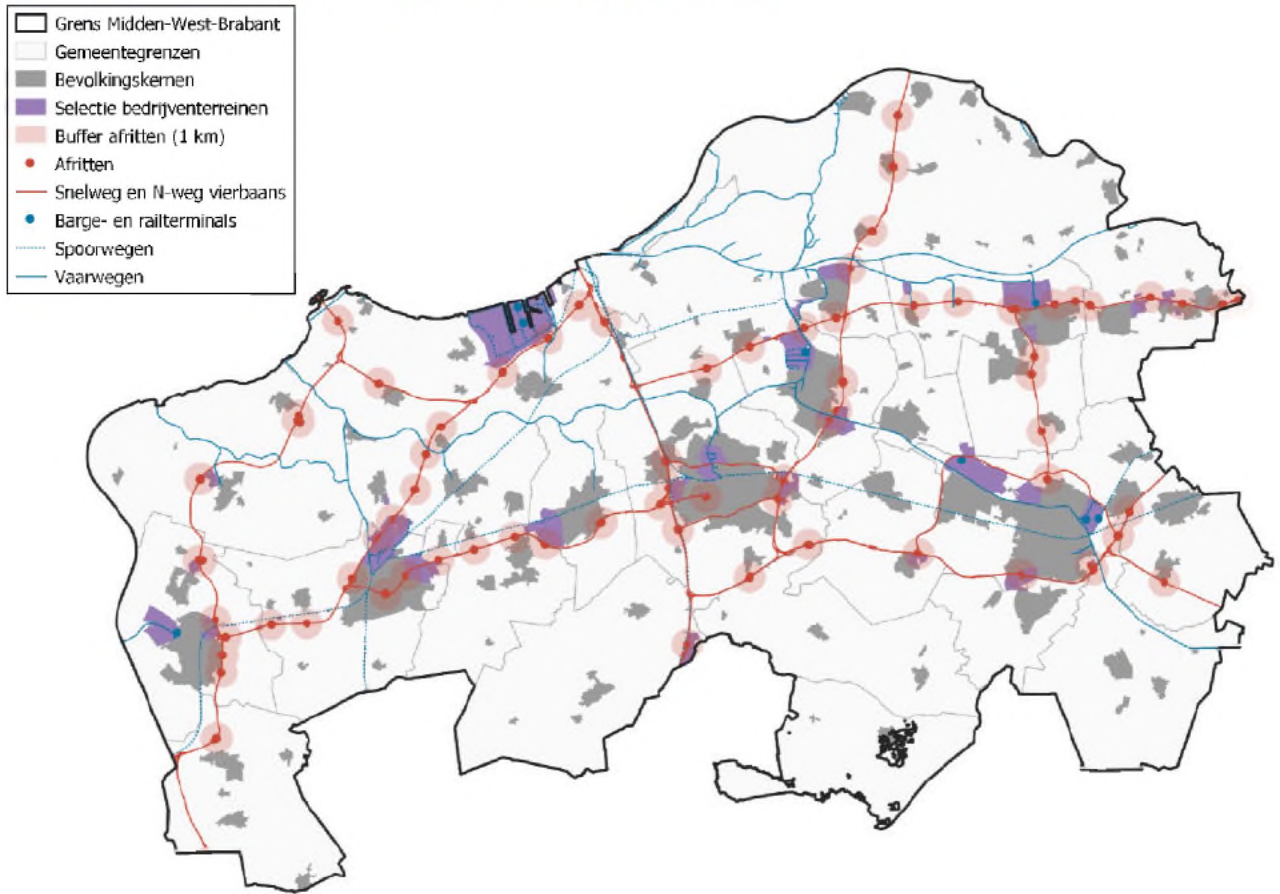 Grens Midden-West-Brabant
Gemeentegrenzen
Bevolkingskernen
Selectie bedrijventerreinen
Buffer afritten (1 km)
Afritten
Snelweg en N-weg vierbaans
Barge- en railterminals
Spoorwegen
Vaarwegen